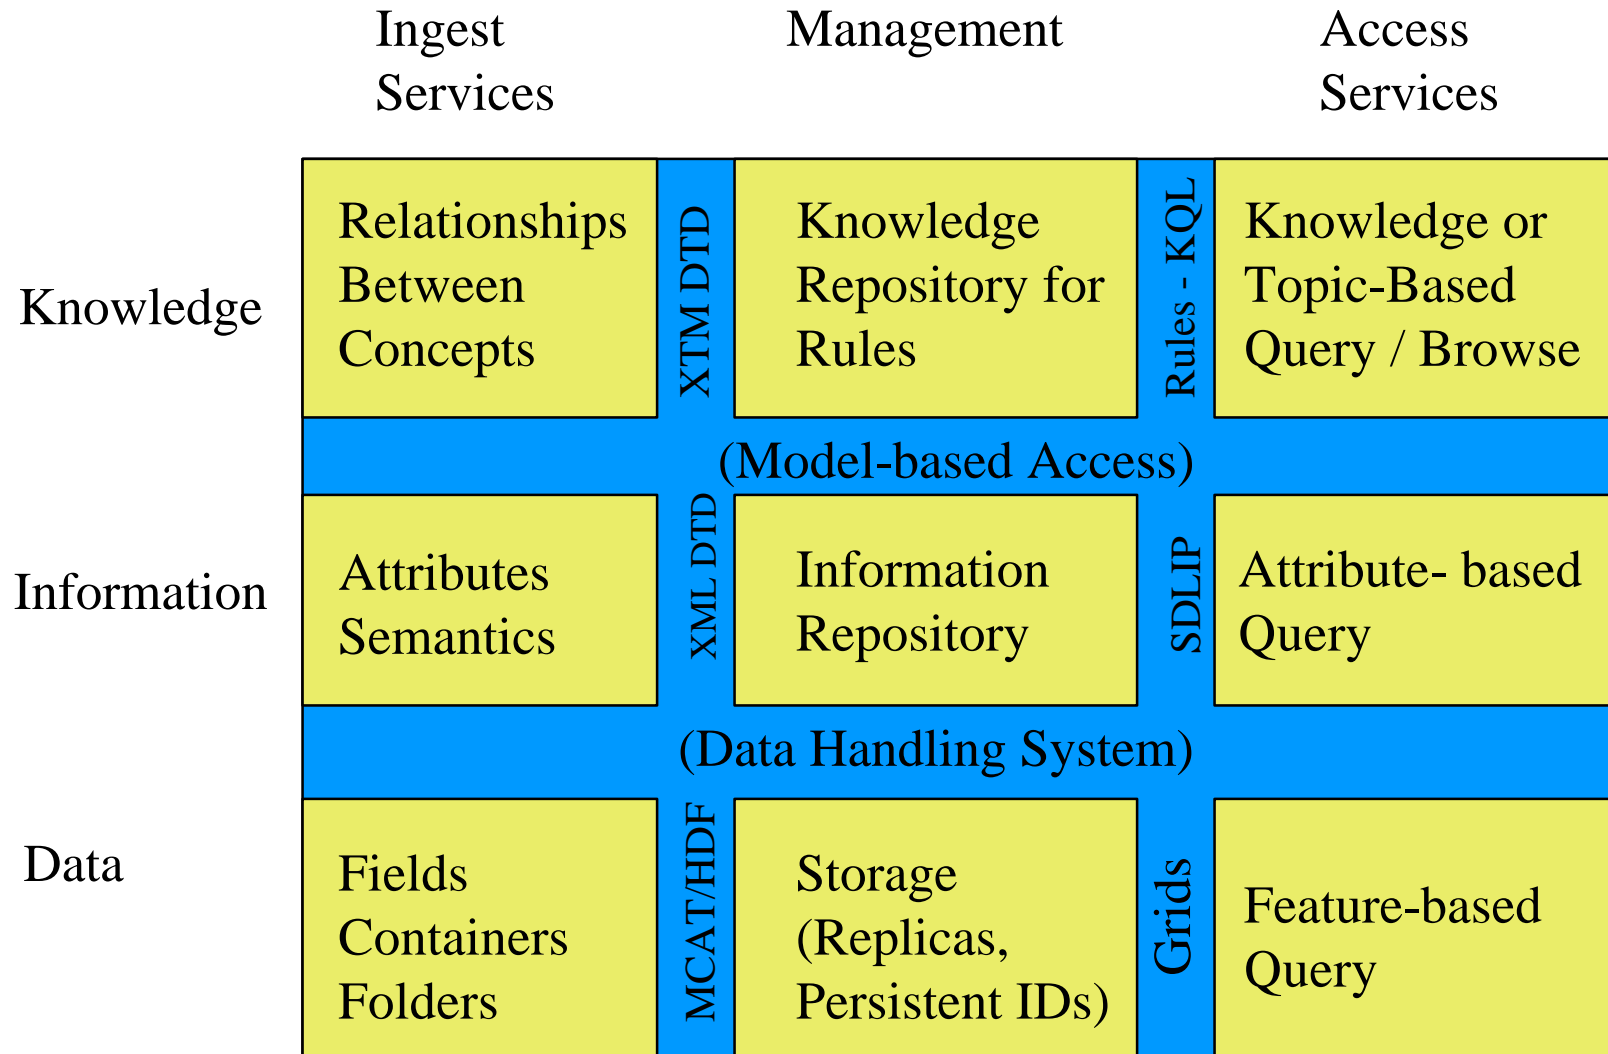 Ingest
Services
Management
Access
Services
Knowledge
Relationships
Between
Concepts
XTM DTD
Knowledge
Repository for
Rules
Rules - KQL
Knowledge or
Topic-Based
Query / Browse
(Model-based Access)
Information
Attributes
Semantics
XML DTD
Information
Repository
SDLIP
Attribute- based
Query
(Data Handling System)
Data
Fields
Containers
Folders
MCAT/HDF
Storage
(Replicas,
Persistent IDs)
Grids
Feature-based
Query